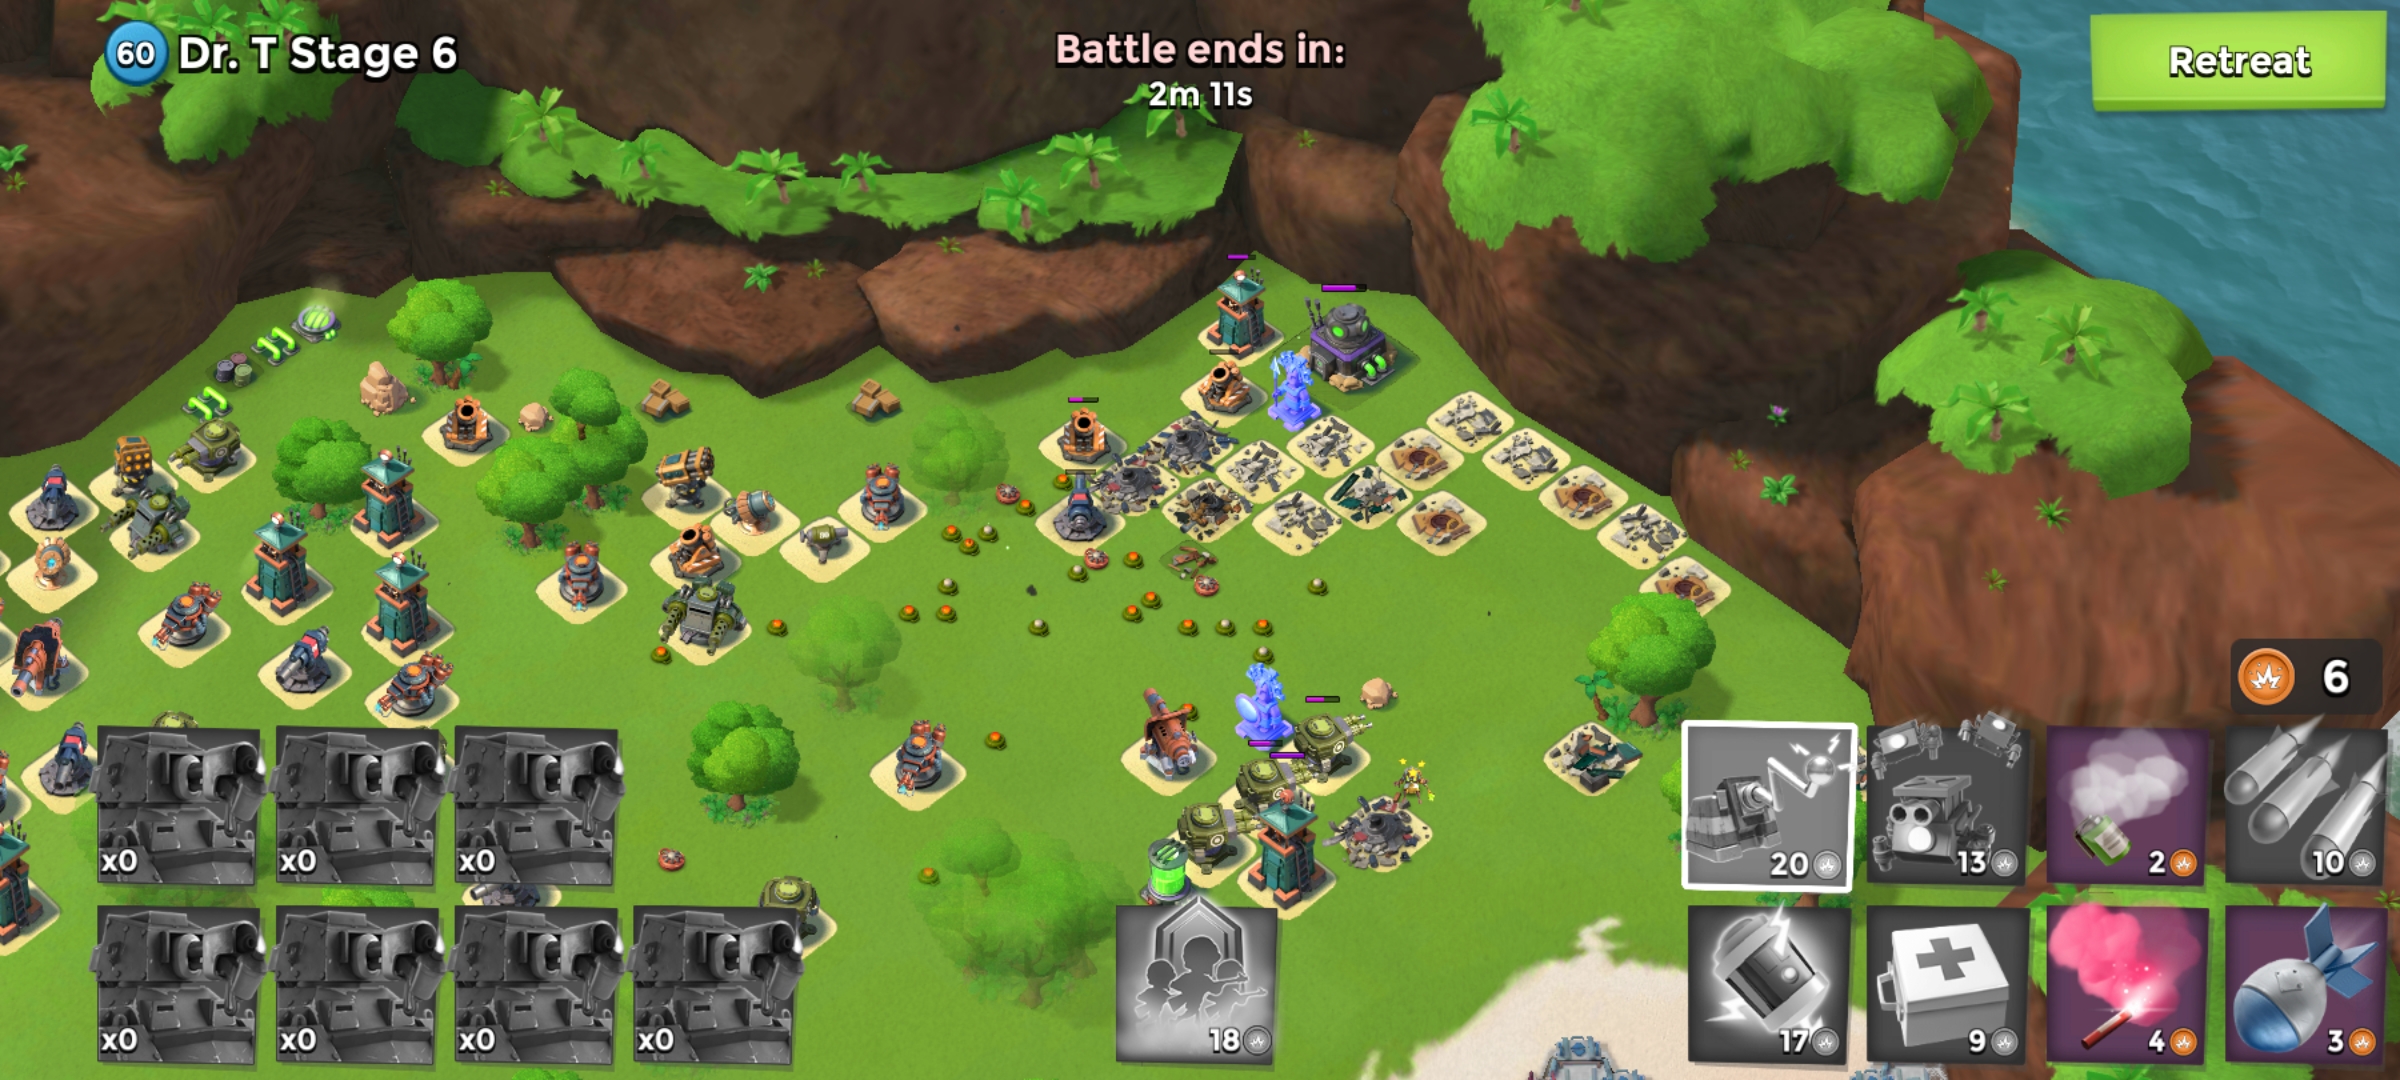 60 Dr. T Stage 6
Battle ends in:
2m 11s
Retreat
6
x0
x0
x0
20
13
2
10
x0
x0
x0
x0
18
17
9
4
3